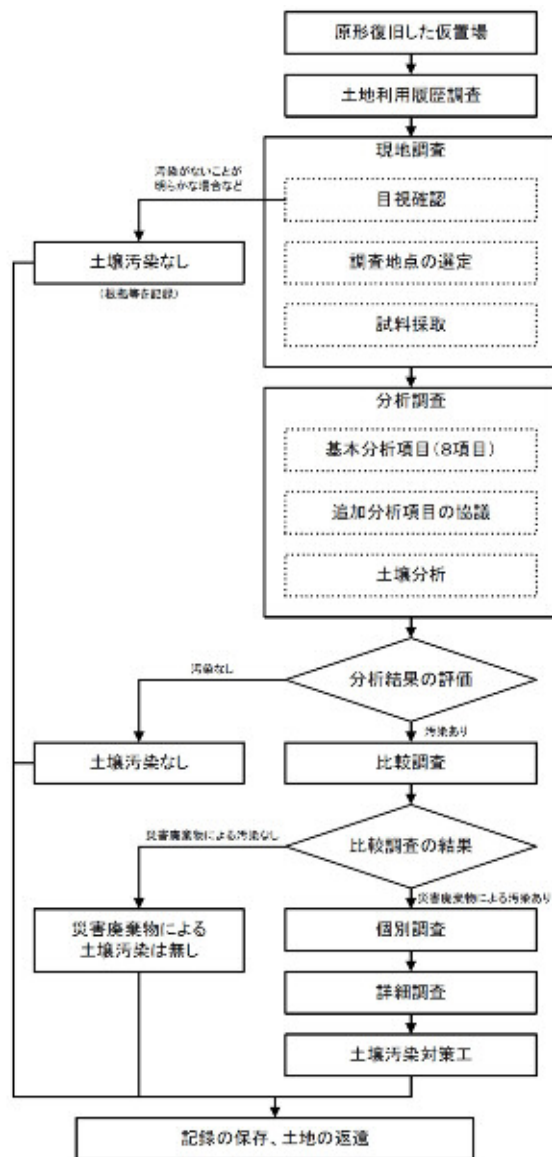 原形復旧した仮置場
土地利用履歴調査
現地調査
汚染がないことが
明らかな場合など
目視確認
土壌汚染なし
(根拠等を記録)
調査地点の選定
試料採取
分析調査
基本分析項目(8項目)
追加分析項目の協議
土壌分析
汚染なし
分析結果の評価
汚染あり
土壌汚染なし
比較調査
災害廃棄物による汚染なし
比較調査の結果
災害廃棄物による汚染あり
災害廃棄物による
土壌汚染は無し
個別調査
詳細調査
土壌汚染対策工
記録の保存、土地の返還